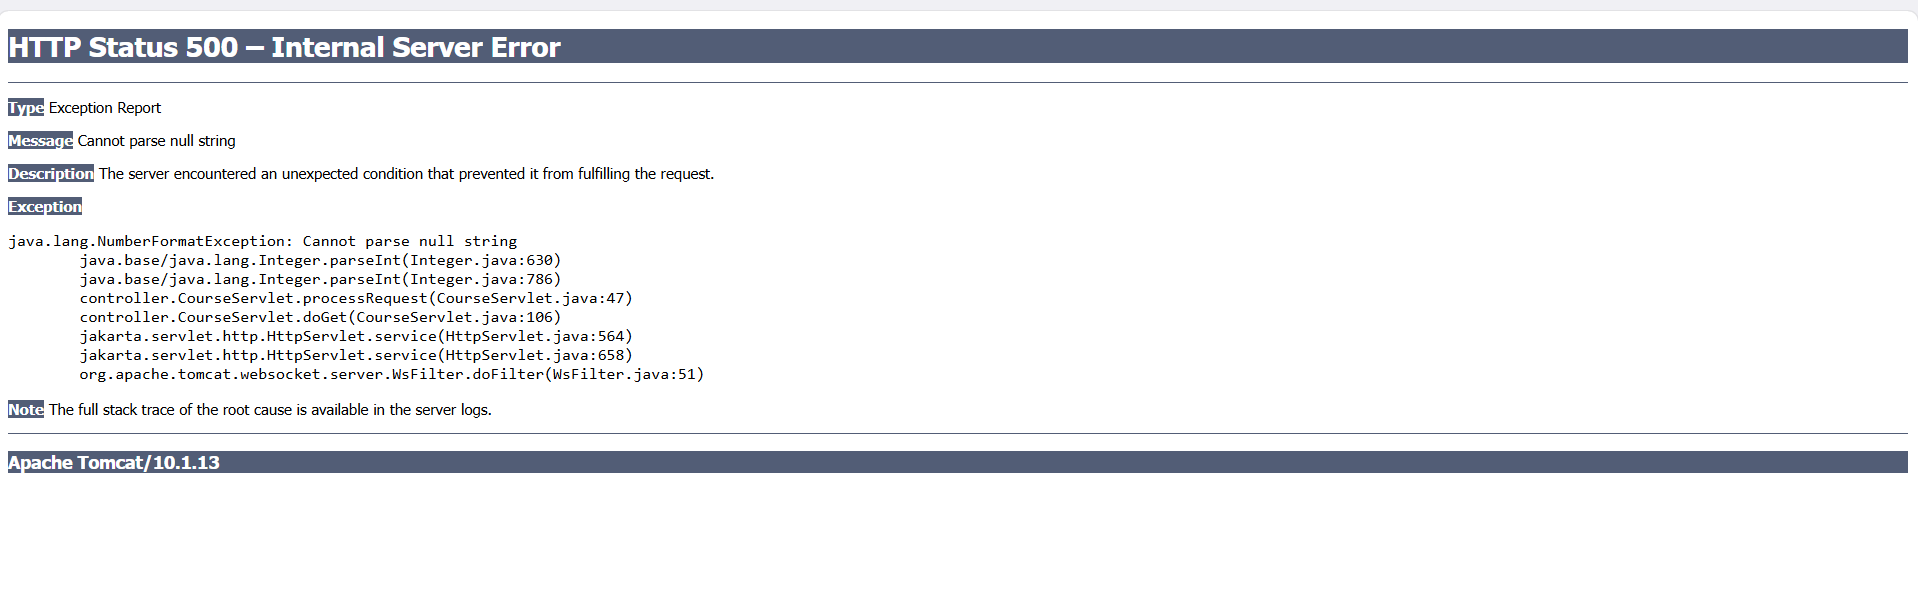 HTTP Status 500 – Internal Server Error
Type Exception Report
Message Cannot parse null string
Description The server encountered an unexpected condition that prevented it from fulfilling the request.
Exception
java.lang.NumberFormatException: Cannot parse null string
java.base/java.lang.Integer.parseInt(Integer.java:630)
java.base/java.lang.Integer.parseInt(Integer.java:786)
controller.CourseServlet.processRequest(CourseServlet.java:47)
controller.CourseServlet.doGet(CourseServlet.java:106)
jakarta.servlet.http.HttpServlet.service(HttpServlet.java:564)
jakarta.servlet.http.HttpServlet.service(HttpServlet.java:658)
org.apache.tomcat.websocket.server.WsFilter.doFilter(WsFilter.java:51)
Note The full stack trace of the root cause is available in the server logs.
Apache Tomcat/10.1.13